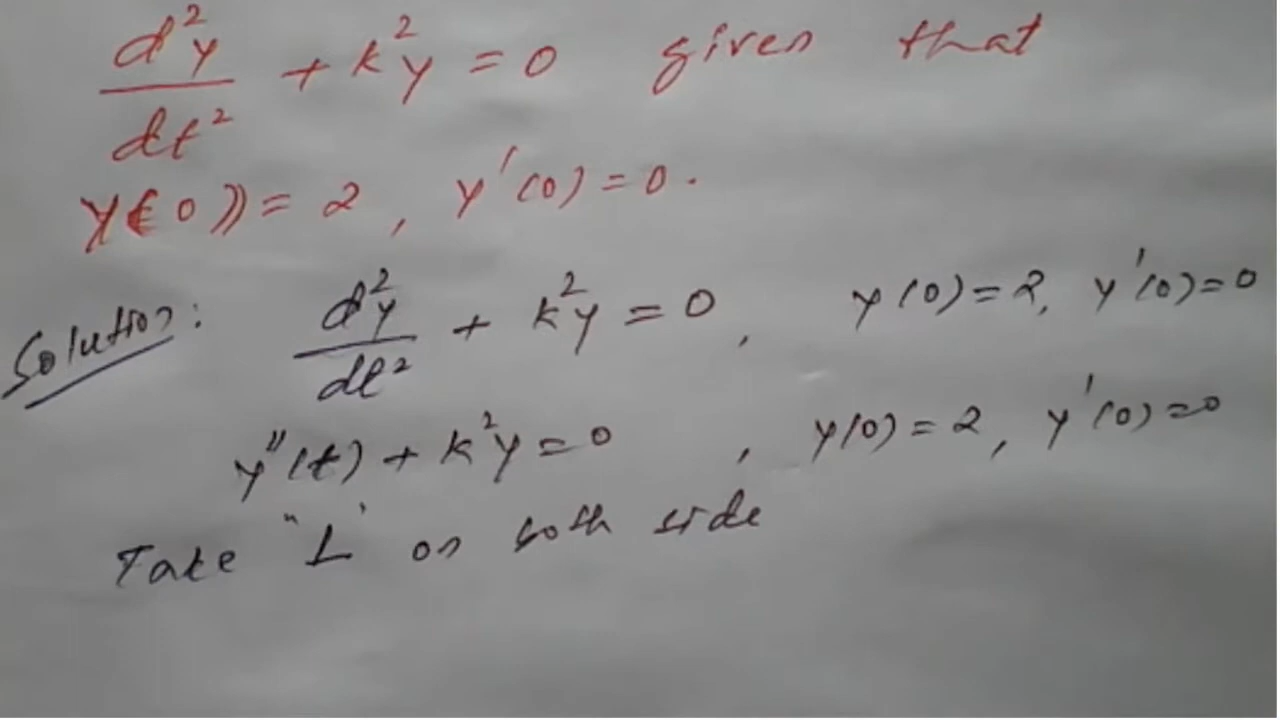 d²y/dt² + k²y = 0 given that
y(0) = 2, y'(0) = 0.
Solution: d²y/dt² + k²y = 0, y(0) = 2, y'(0) = 0
y''(t) + k²y = 0, y(0) = 2, y'(0) = 0
Take "L" on both side